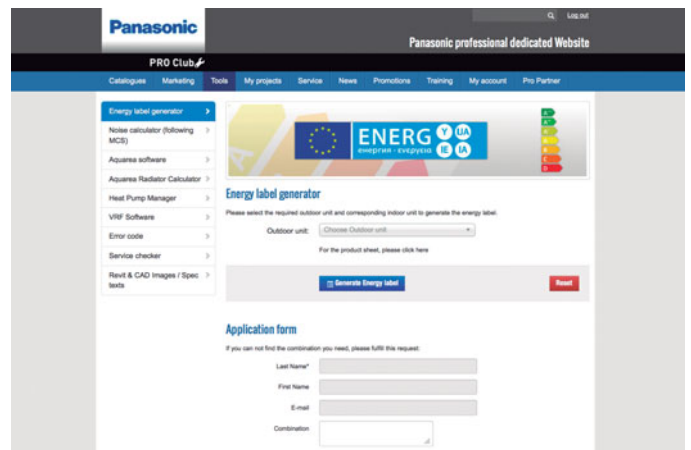 Panasonic
Log out
Panasonic professional dedicated Website
PRO Club
Catalogues Marketing Tools My projects Service News Promotions Training My account Pro Partner
Energy label generator
Noise calculator (following
MCS)
Aquarea software
Aquarea Radiator Calculator
Heat Pump Manager
VRF Software
Error code
Service checker
Revit & CAD Images / Spec
texts
ENERG Y UA
енергия · ενεργεια IE IA
Energy label generator
Please select the required outdoor unit and corresponding indoor unit to generate the energy label.
Outdoor unit: Choose Outdoor unit
For the product sheet, please click here
Generate Energy label Reset
Application form
If you can not find the combination you need, please fulfill this request:
Last Name*
First Name
E-mail
Combination